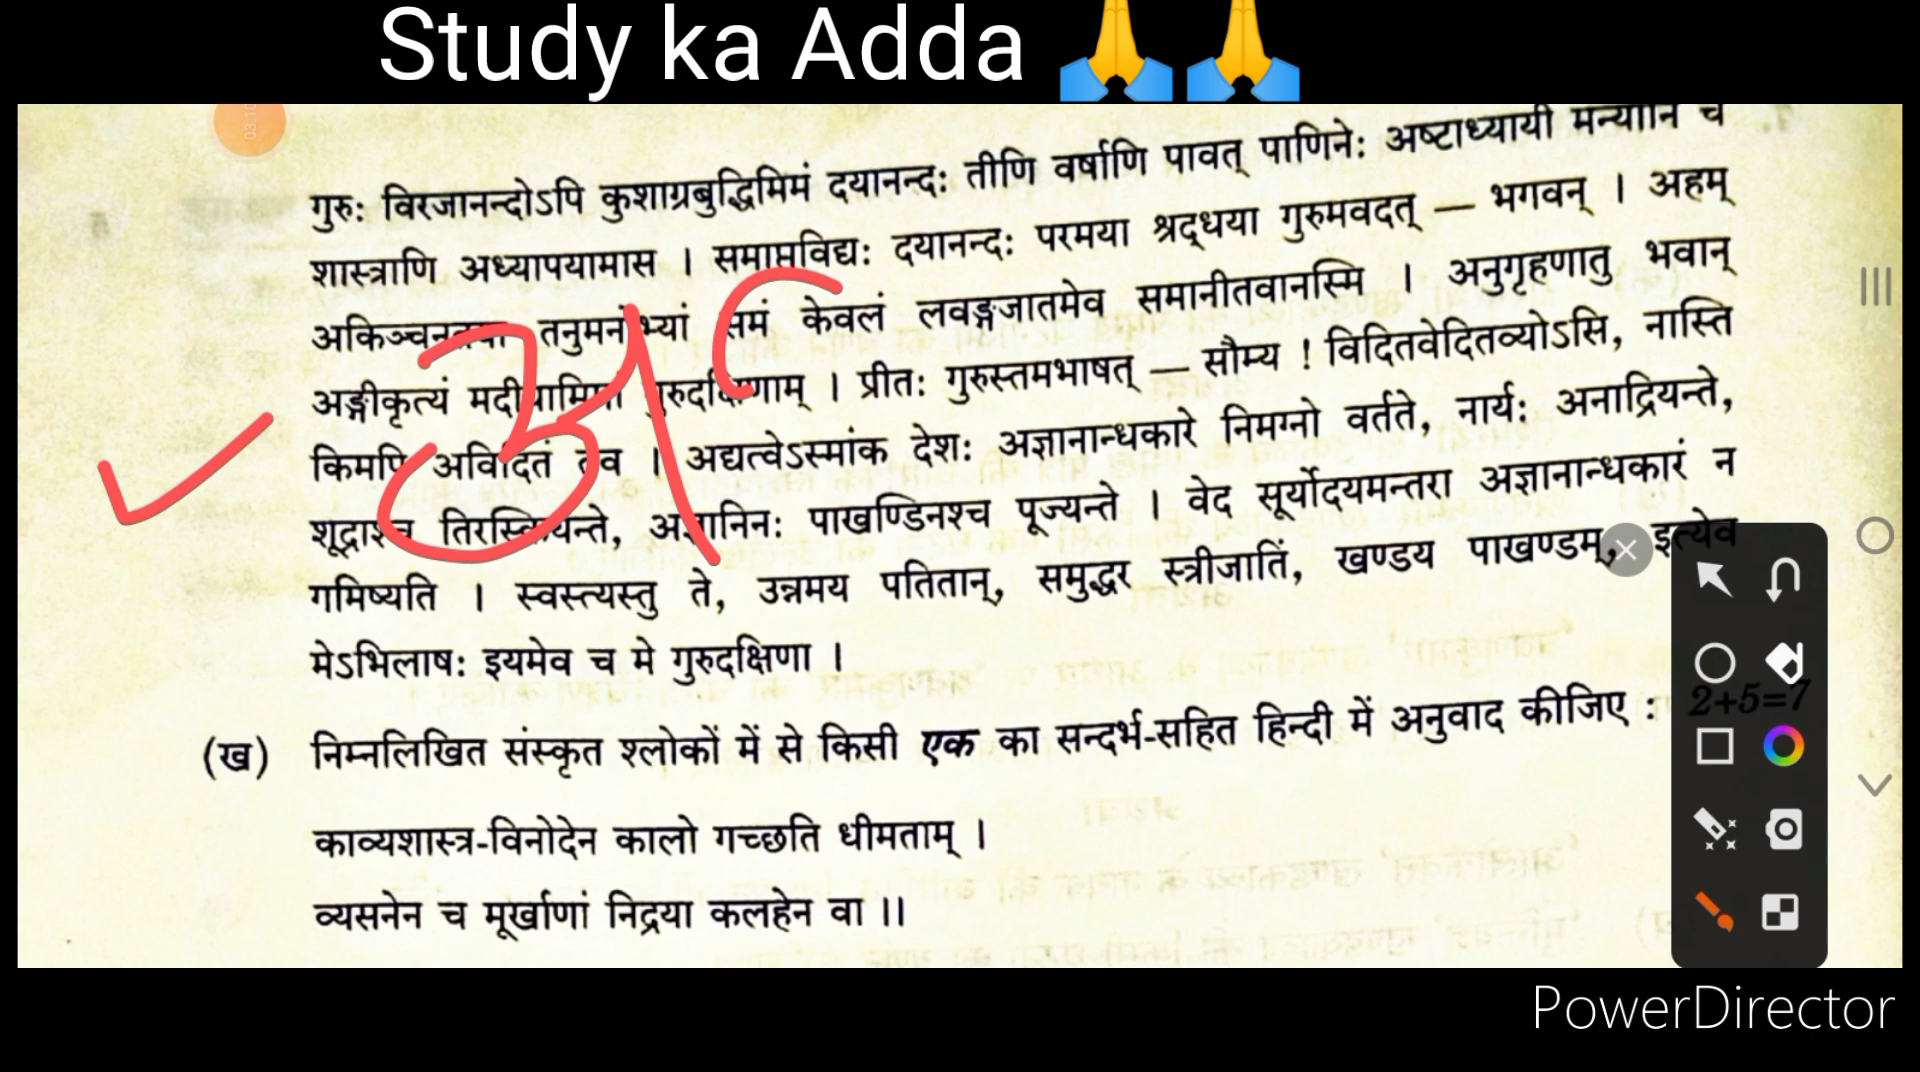 Study ka Adda 🙏🙏
03:10
गुरु: विरजानन्दोऽपि कुशाग्रबुद्धिमिमं दयानन्द: तीणि वर्षाणि पावत् पाणिने: अष्टाध्यायी मन्यानि च
शास्त्राणि अध्यापयामास । समाप्तविद्य: दयानन्द: परमया श्रद्धया गुरुमवदत् — भगवन् । अहम्
तनुमनोभ्यां समं केवलं लवङ्गजातमेव समानीतवानस्मि । अनुगृहणातु भवान्
अङ्गीकृत्यं गुरुदक्षिणाम् । प्रीत: गुरुस्तमभाषत् — सौम्य ! विदितवेदितव्योऽसि, नास्ति
किमपि अविदितं तव । अद्यत्वेऽस्मांक देश: अज्ञानान्धकारे निमग्नो वर्तते, नार्य: अनाद्रियन्ते,
शूद्राश्च तिरस्क्रियन्ते, अज्ञानिन: पाखण्डिनश्च पूज्यन्ते । वेद सूर्योदयमन्तरा अज्ञानान्धकारं न
गमिष्यति । स्वस्त्यस्तु ते, उन्नमय पतितान्, समुद्धर स्त्रीजातिं, खण्डय पाखण्डम्, इत्येव
मेऽभिलाष: इयमेव च मे गुरुदक्षिणा ।
(ख) निम्नलिखित संस्कृत श्लोकों में से किसी एक का सन्दर्भ-सहित हिन्दी में अनुवाद कीजिए : 2+5=7
काव्यशास्त्र-विनोदेन कालो गच्छति धीमताम् ।
व्यसनेन च मूर्खाणां निद्रया कलहेन वा ।।
PowerDirector